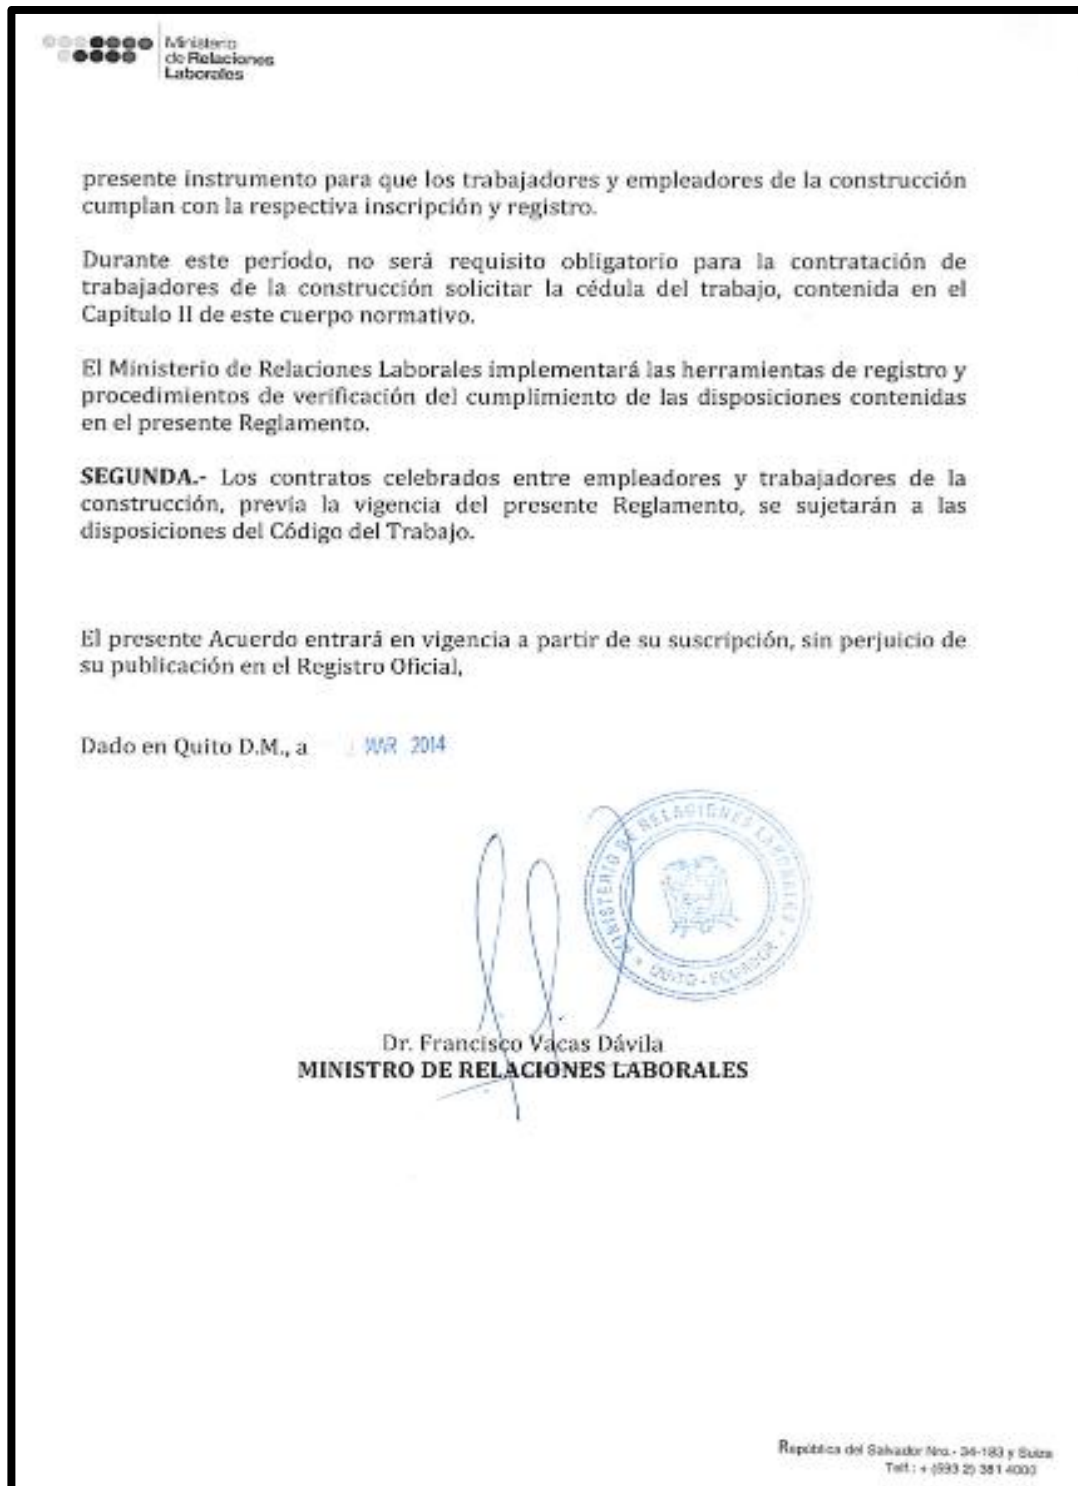 Ministerio
de Relaciones
Laborales
presente instrumento para que los trabajadores y empleadores de la construcción
cumplan con la respectiva inscripción y registro.
Durante este período, no será requisito obligatorio para la contratación de
trabajadores de la construcción solicitar la cédula del trabajo, contenida en el
Capítulo II de este cuerpo normativo.
El Ministerio de Relaciones Laborales implementará las herramientas de registro y
procedimientos de verificación del cumplimiento de las disposiciones contenidas
en el presente Reglamento.
SEGUNDA.- Los contratos celebrados entre empleadores y trabajadores de la
construcción, previa la vigencia del presente Reglamento, se sujetarán a las
disposiciones del Código del Trabajo.
El presente Acuerdo entrará en vigencia a partir de su suscripción, sin perjuicio de
su publicación en el Registro Oficial,
Dado en Quito D.M., a MAR 2014
MINISTERIO DE RELACIONES LABORALES
QUITO - ECUADOR
Dr. Francisco Vacas Dávila
MINISTRO DE RELACIONES LABORALES
República del Salvador Nro.- 34-183 y Suiza
Telf.: + (593 2) 381 4000